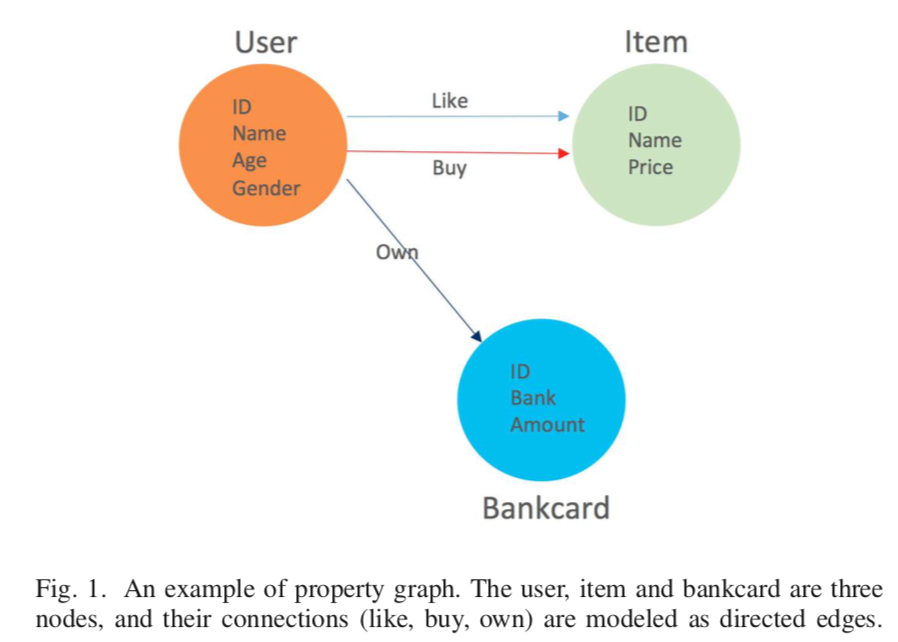 User
Item
ID
Name
Age
Gender
Like
Buy
ID
Name
Price
Own
ID
Bank
Amount
Bankcard
Fig. 1. An example of property graph. The user, item and bankcard are three
nodes, and their connections (like, buy, own) are modeled as directed edges.